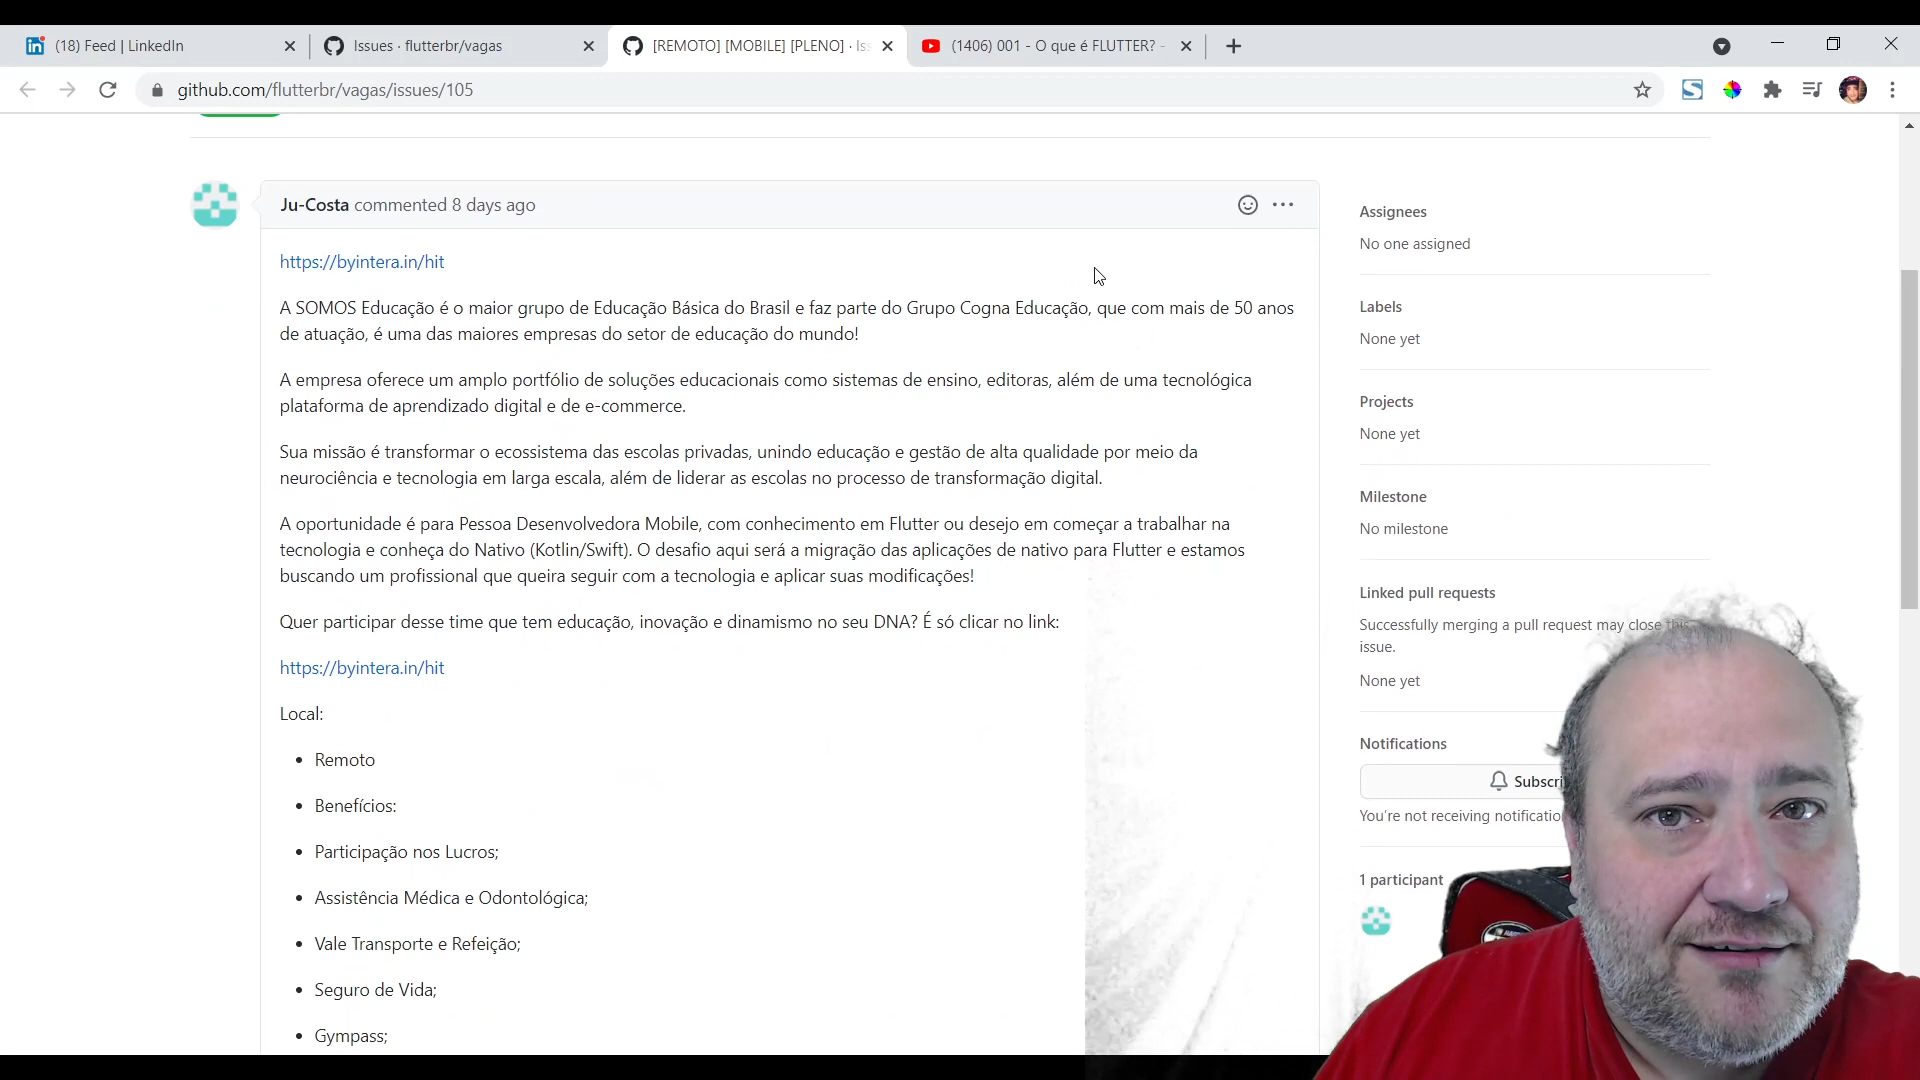 (18) Feed | LinkedIn
Issues · flutterbr/vagas
[REMOTO] [MOBILE] [PLENO] · Iss
(1406) 001 - O que é FLUTTER? -
github.com/flutterbr/vagas/issues/105
Ju-Costa commented 8 days ago
https://byintera.in/hit
A SOMOS Educação é o maior grupo de Educação Básica do Brasil e faz parte do Grupo Cogna Educação, que com mais de 50 anos
de atuação, é uma das maiores empresas do setor de educação do mundo!
A empresa oferece um amplo portfólio de soluções educacionais como sistemas de ensino, editoras, além de uma tecnológica
plataforma de aprendizado digital e de e-commerce.
Sua missão é transformar o ecossistema das escolas privadas, unindo educação e gestão de alta qualidade por meio da
neurociência e tecnologia em larga escala, além de liderar as escolas no processo de transformação digital.
A oportunidade é para Pessoa Desenvolvedora Mobile, com conhecimento em Flutter ou desejo em começar a trabalhar na
tecnologia e conheça do Nativo (Kotlin/Swift). O desafio aqui será a migração das aplicações de nativo para Flutter e estamos
buscando um profissional que queira seguir com a tecnologia e aplicar suas modificações!
Quer participar desse time que tem educação, inovação e dinamismo no seu DNA? É só clicar no link:
https://byintera.in/hit
Local:
Remoto
Benefícios:
Participação nos Lucros;
Assistência Médica e Odontológica;
Vale Transporte e Refeição;
Seguro de Vida;
Gympass;
Assignees
No one assigned
Labels
None yet
Projects
None yet
Milestone
No milestone
Linked pull requests
Successfully merging a pull request may close this
issue.
None yet
Notifications
Subscri
You're not receiving notificatio
1 participant